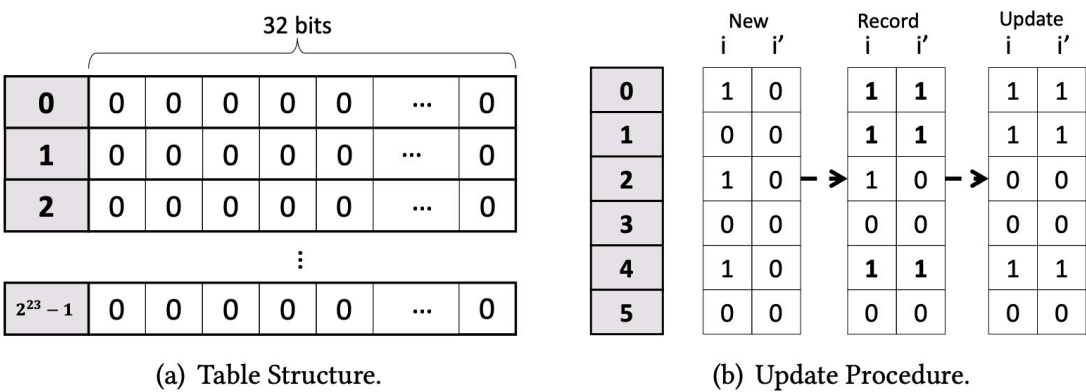 32 bits
0 0 0 0 0 0 ... 0
1 0 0 0 0 0 ... 0
2 0 0 0 0 0 ... 0
⋮
2^23 − 1 0 0 0 0 0 ... 0
(a) Table Structure.
New Record Update
i i' i i' i i'
0 1 0 1 1 1 1
1 0 0 1 1 1 1
2 1 0 1 0 0 0
3 0 0 0 0 0 0
4 1 0 1 1 1 1
5 0 0 0 0 0 0
(b) Update Procedure.